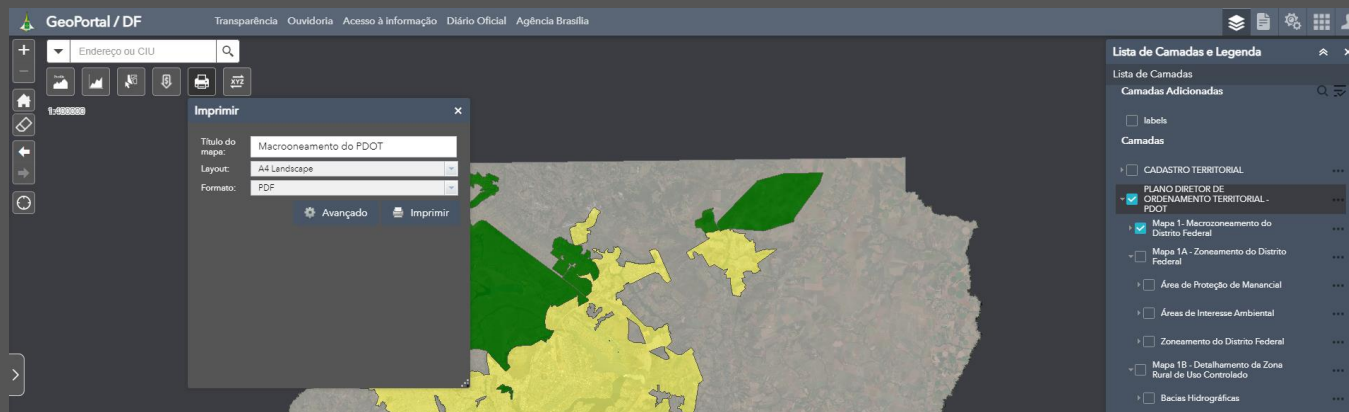 GeoPortal / DF
Transparência Ouvidoria Acesso à informação Diário Oficial Agência Brasília
Endereço ou CIU
1:400000
Imprimir
Título do
mapa:
Macrooneamento do PDOT
Layout:
A4 Landscape
Formato:
PDF
Avançado
Imprimir
Lista de Camadas e Legenda
Lista de Camadas
Camadas Adicionadas
labels
Camadas
CADASTRO TERRITORIAL
PLANO DIRETOR DE
ORDENAMENTO TERRITORIAL -
PDOT
Mapa 1- Macrozoneamento do
Distrito Federal
Mapa 1A - Zoneamento do Distrito
Federal
Área de Proteção de Manancial
Áreas de Interesse Ambiental
Zoneamento do Distrito Federal
Mapa 1B - Detalhamento da Zona
Rural de Uso Controlado
Bacias Hidrográficas